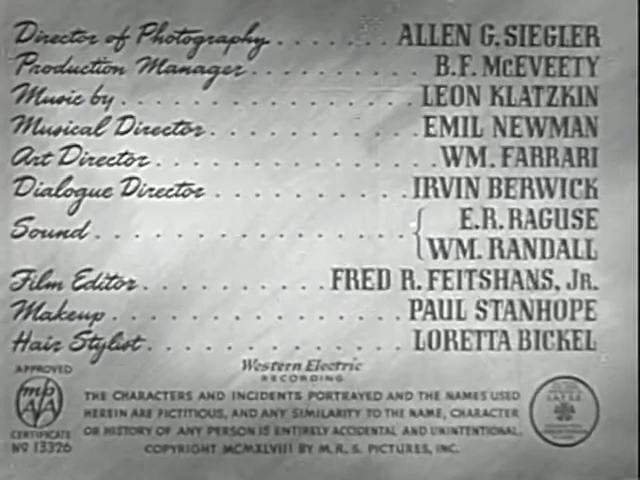 Director of Photography . . . . . . . ALLEN G. SIEGLER
Production Manager . . . . . . . . . . B.F. McEVEETY
Music by . . . . . . . . . . . . . . . LEON KLATZKIN
Musical Director . . . . . . . . . . EMIL NEWMAN
Art Director . . . . . . . . . . . . . WM. FARRARI
Dialogue Director . . . . . . . . . IRVIN BERWICK
Sound . . . . . . . . . . . . . . . { E.R. RAGUSE
WM. RANDALL
Film Editor . . . . . . . . . FRED R. FEITSHANS, Jr.
Makeup . . . . . . . . . . . . . PAUL STANHOPE
Hair Stylist . . . . . . . . . . . LORETTA BICKEL
Western Electric
RECORDING
APPROVED
MPAA
CERTIFICATE
No 13326
THE CHARACTERS AND INCIDENTS PORTRAYED AND THE NAMES USED
HEREIN ARE FICTITIOUS, AND ANY SIMILARITY TO THE NAME, CHARACTER
OR HISTORY OF ANY PERSON IS ENTIRELY ACCIDENTAL AND UNINTENTIONAL.
COPYRIGHT MCMXLVIII BY M.R.S. PICTURES, INC.